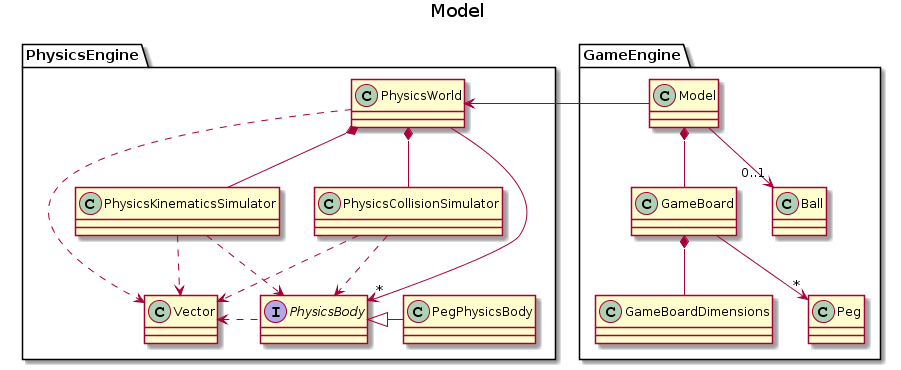 Model
PhysicsEngine
GameEngine
C PhysicsWorld
C Model
0..1
C PhysicsKinematicsSimulator
C PhysicsCollisionSimulator
C GameBoard
C Ball
*
*
C Vector
I PhysicsBody
C PegPhysicsBody
C GameBoardDimensions
C Peg